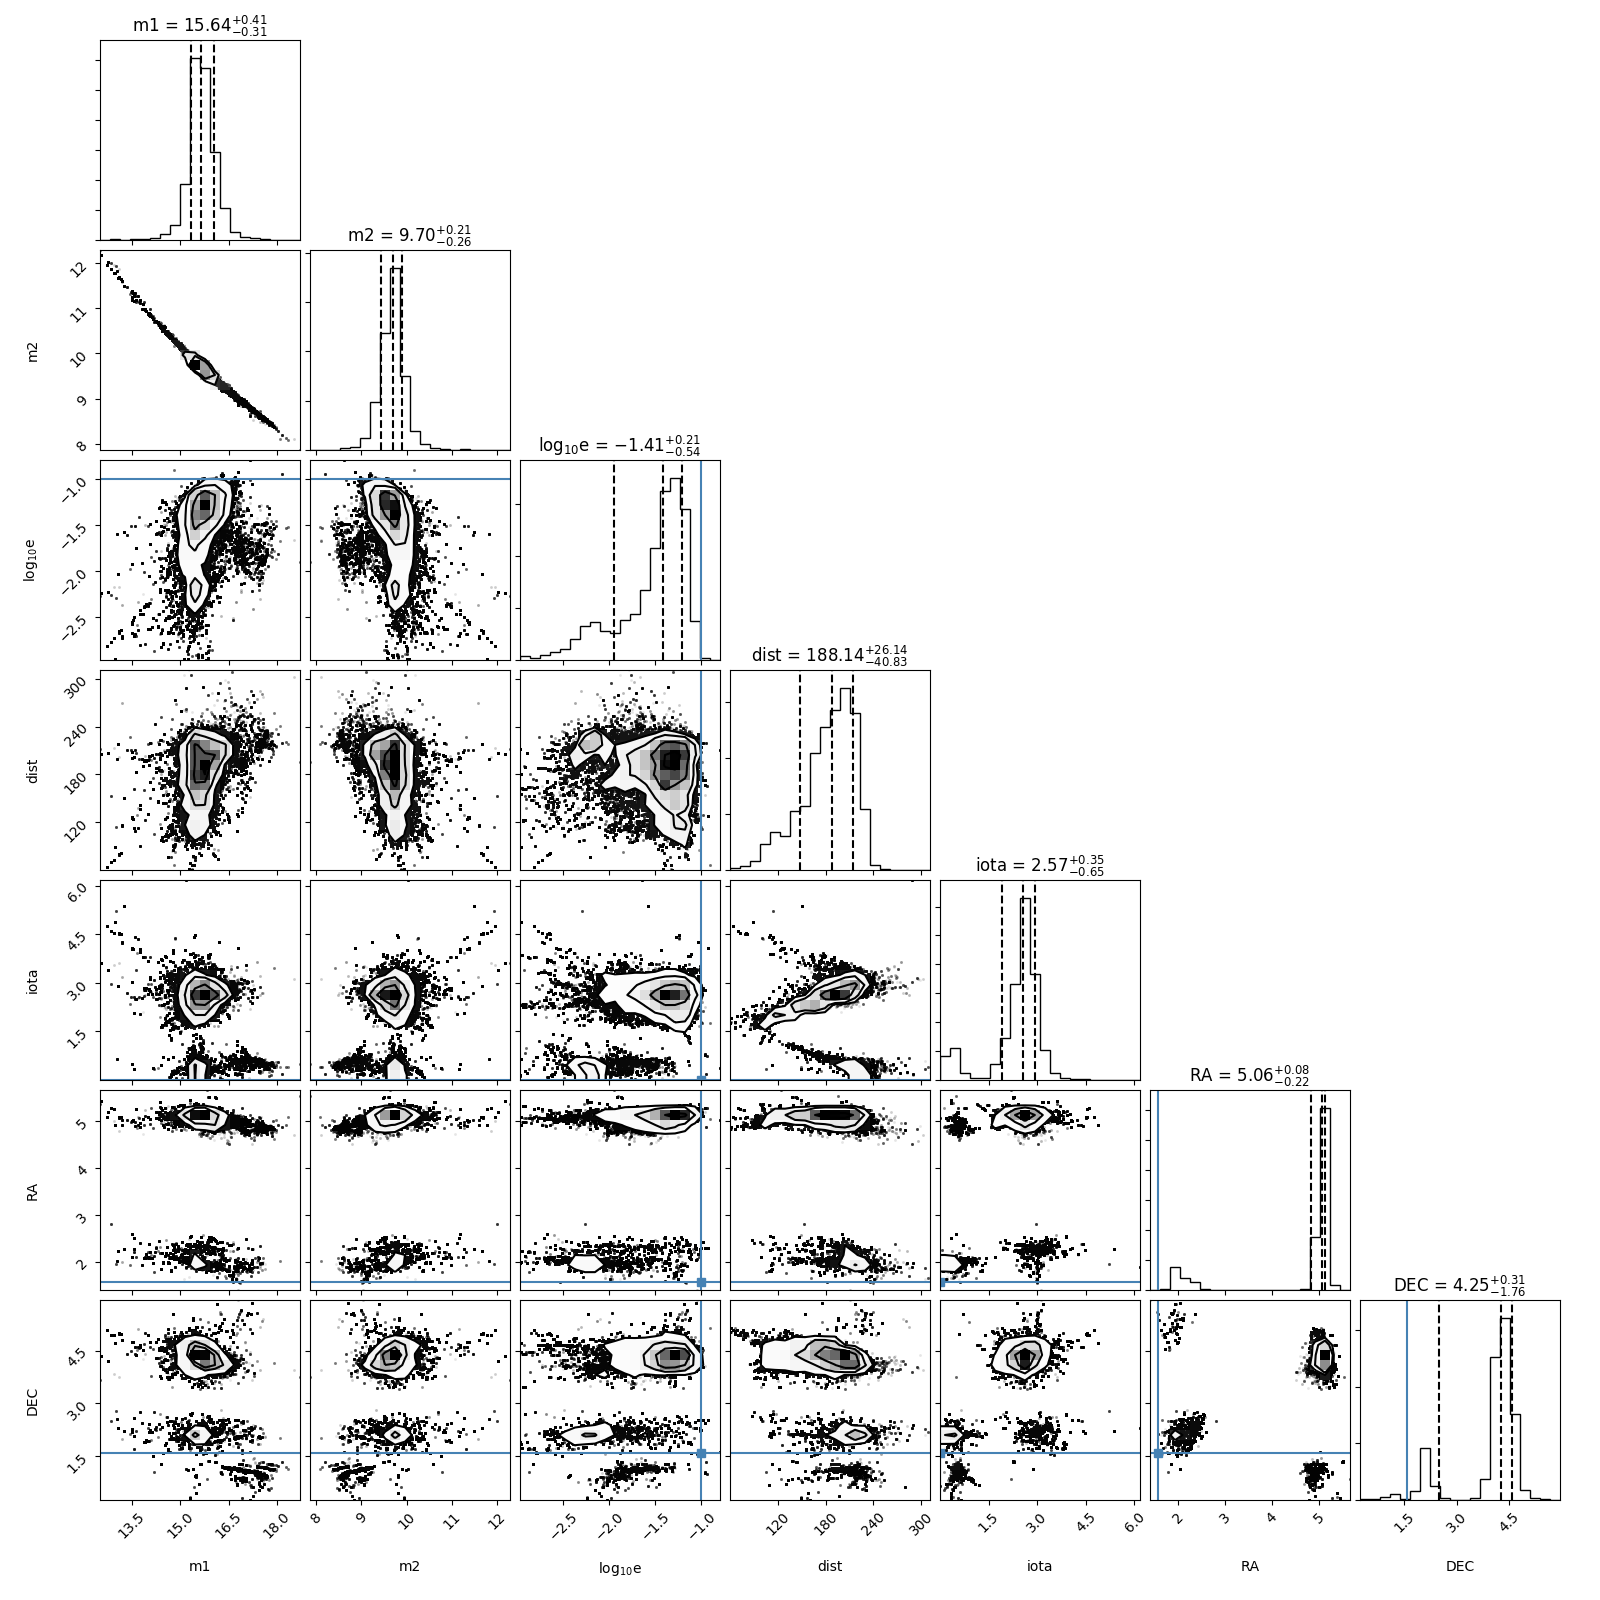 m1 = 15.64+0.41−0.31
m2 = 9.70+0.21−0.26
12
11
10
9
8
m2
log10e = −1.41+0.21−0.54
−1.0
−1.5
−2.0
−2.5
log10e
dist = 188.14+26.14−40.83
300
240
180
120
dist
iota = 2.57+0.35−0.65
6.0
4.5
3.0
1.5
iota
RA = 5.06+0.08−0.22
5
4
3
2
RA
DEC = 4.25+0.31−1.76
4.5
3.0
1.5
DEC
13.5 15.0 16.5 18.0 8 9 10 11 12 −2.5 −2.0 −1.5 −1.0 120 180 240 300 1.5 3.0 4.5 6.0 2 3 4 5 1.5 3.0 4.5
m1 m2 log10e dist iota RA DEC